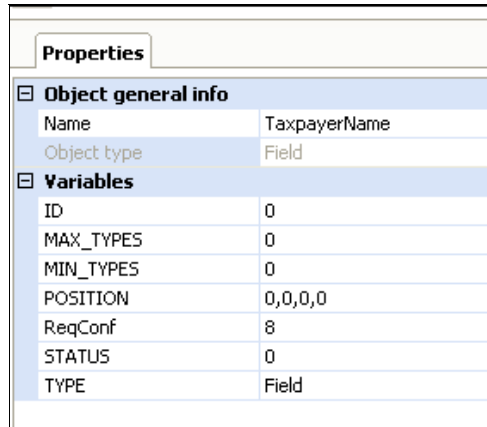 Properties
Object general info
Name TaxpayerName
Object type Field
Variables
ID 0
MAX_TYPES 0
MIN_TYPES 0
POSITION 0,0,0,0
ReqConf 8
STATUS 0
TYPE Field